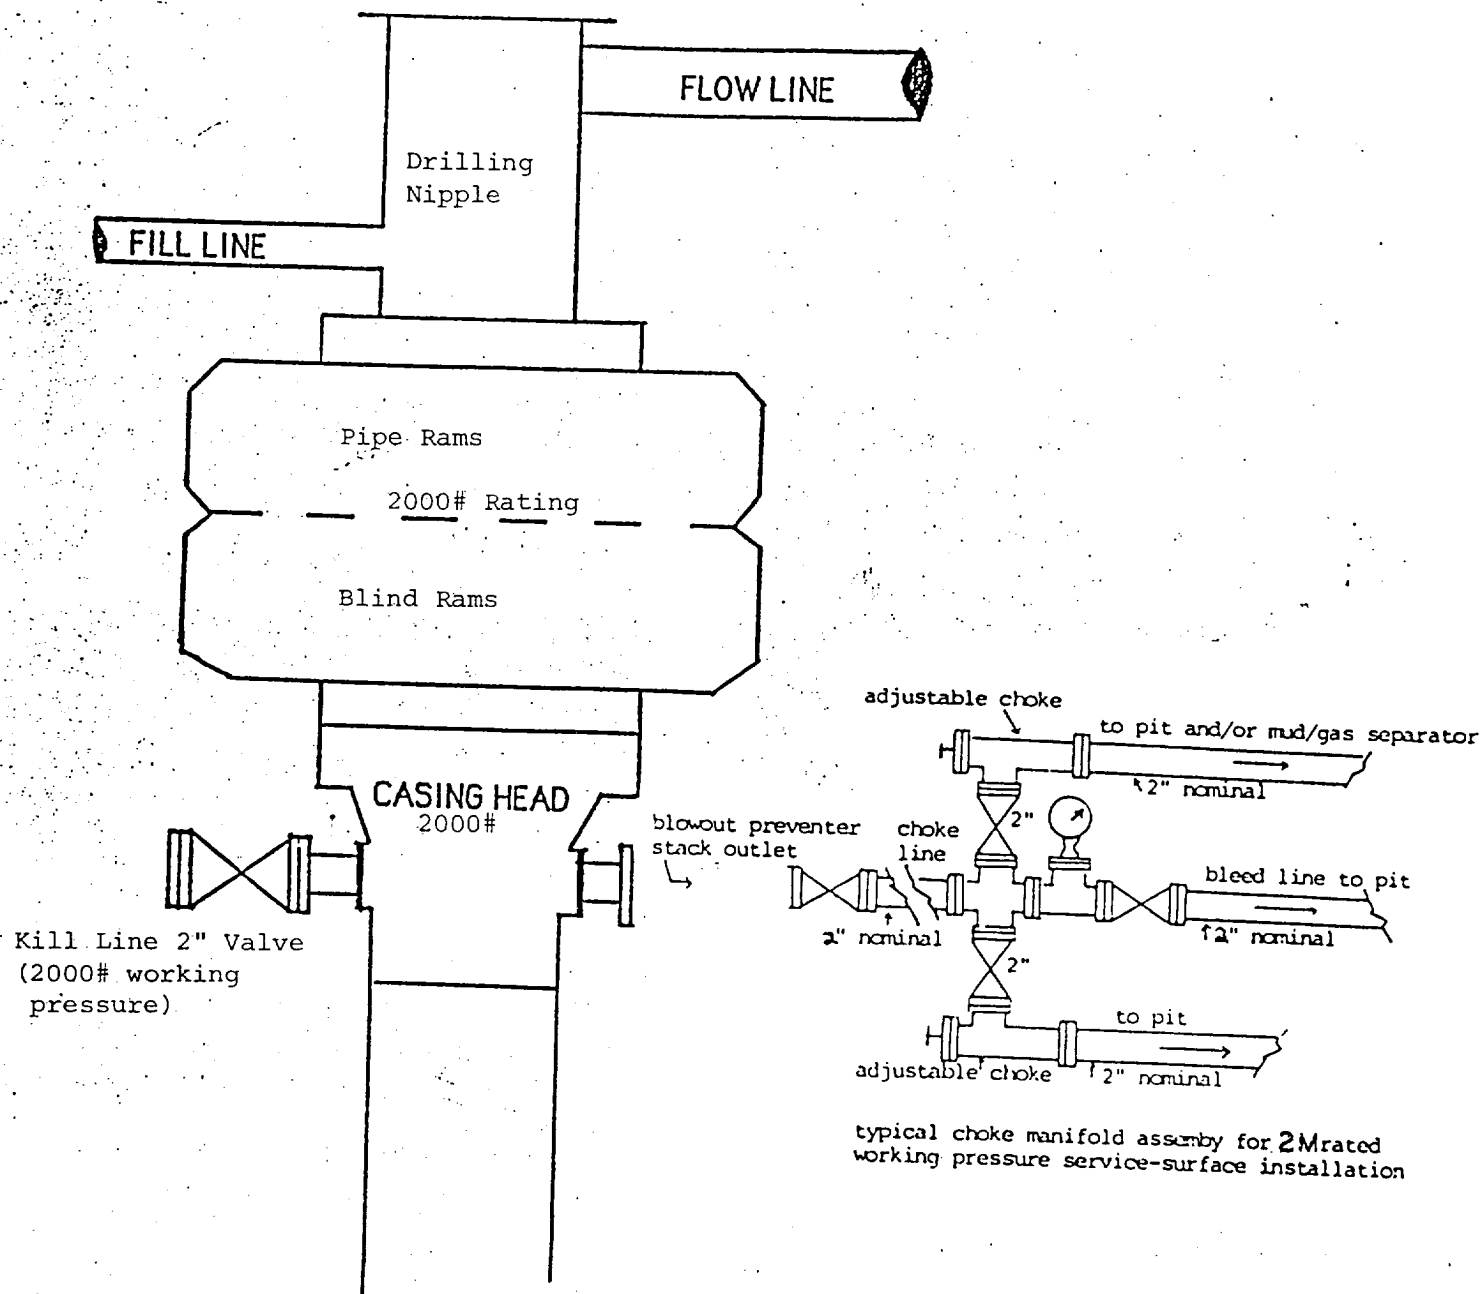 FLOW LINE
Drilling
Nipple
FILL LINE
Pipe Rams
2000# Rating
Blind Rams
CASING HEAD
2000#
Kill Line 2" Valve
(2000# working
pressure)
blowout preventer
stack outlet
adjustable choke
to pit and/or mud/gas separator
2" nominal
2"
choke
line
2" nominal
bleed line to pit
2" nominal
2"
to pit
adjustable choke
2" nominal
typical choke manifold assemby for 2M rated
working pressure service-surface installation